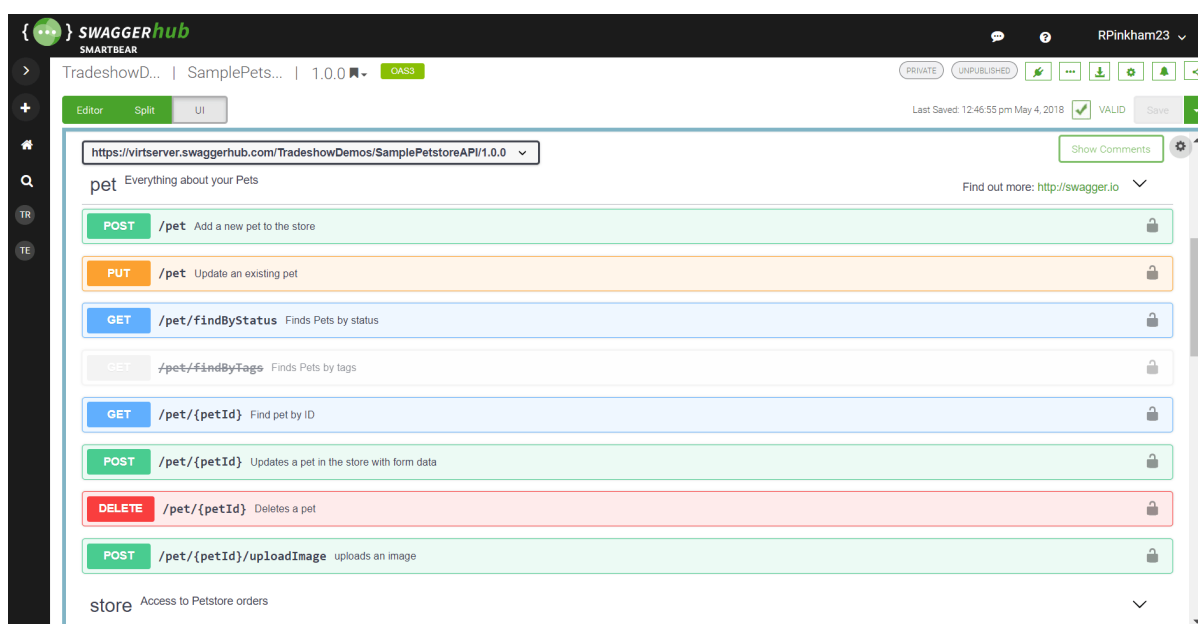 { ... } SWAGGERhub
SMARTBEAR
? RPinkham23
TradeshowD... | SamplePets... | 1.0.0 OAS3 PRIVATE UNPUBLISHED
Editor Split UI Last Saved: 12:46:55 pm May 4, 2018 VALID Save
https://virtserver.swaggerhub.com/TradeshowDemos/SamplePetstoreAPI/1.0.0 Show Comments
pet Everything about your Pets Find out more: http://swagger.io
TR
TE
POST /pet Add a new pet to the store
PUT /pet Update an existing pet
GET /pet/findByStatus Finds Pets by status
GET /pet/findByTags Finds Pets by tags
GET /pet/{petId} Find pet by ID
POST /pet/{petId} Updates a pet in the store with form data
DELETE /pet/{petId} Deletes a pet
POST /pet/{petId}/uploadImage uploads an image
store Access to Petstore orders